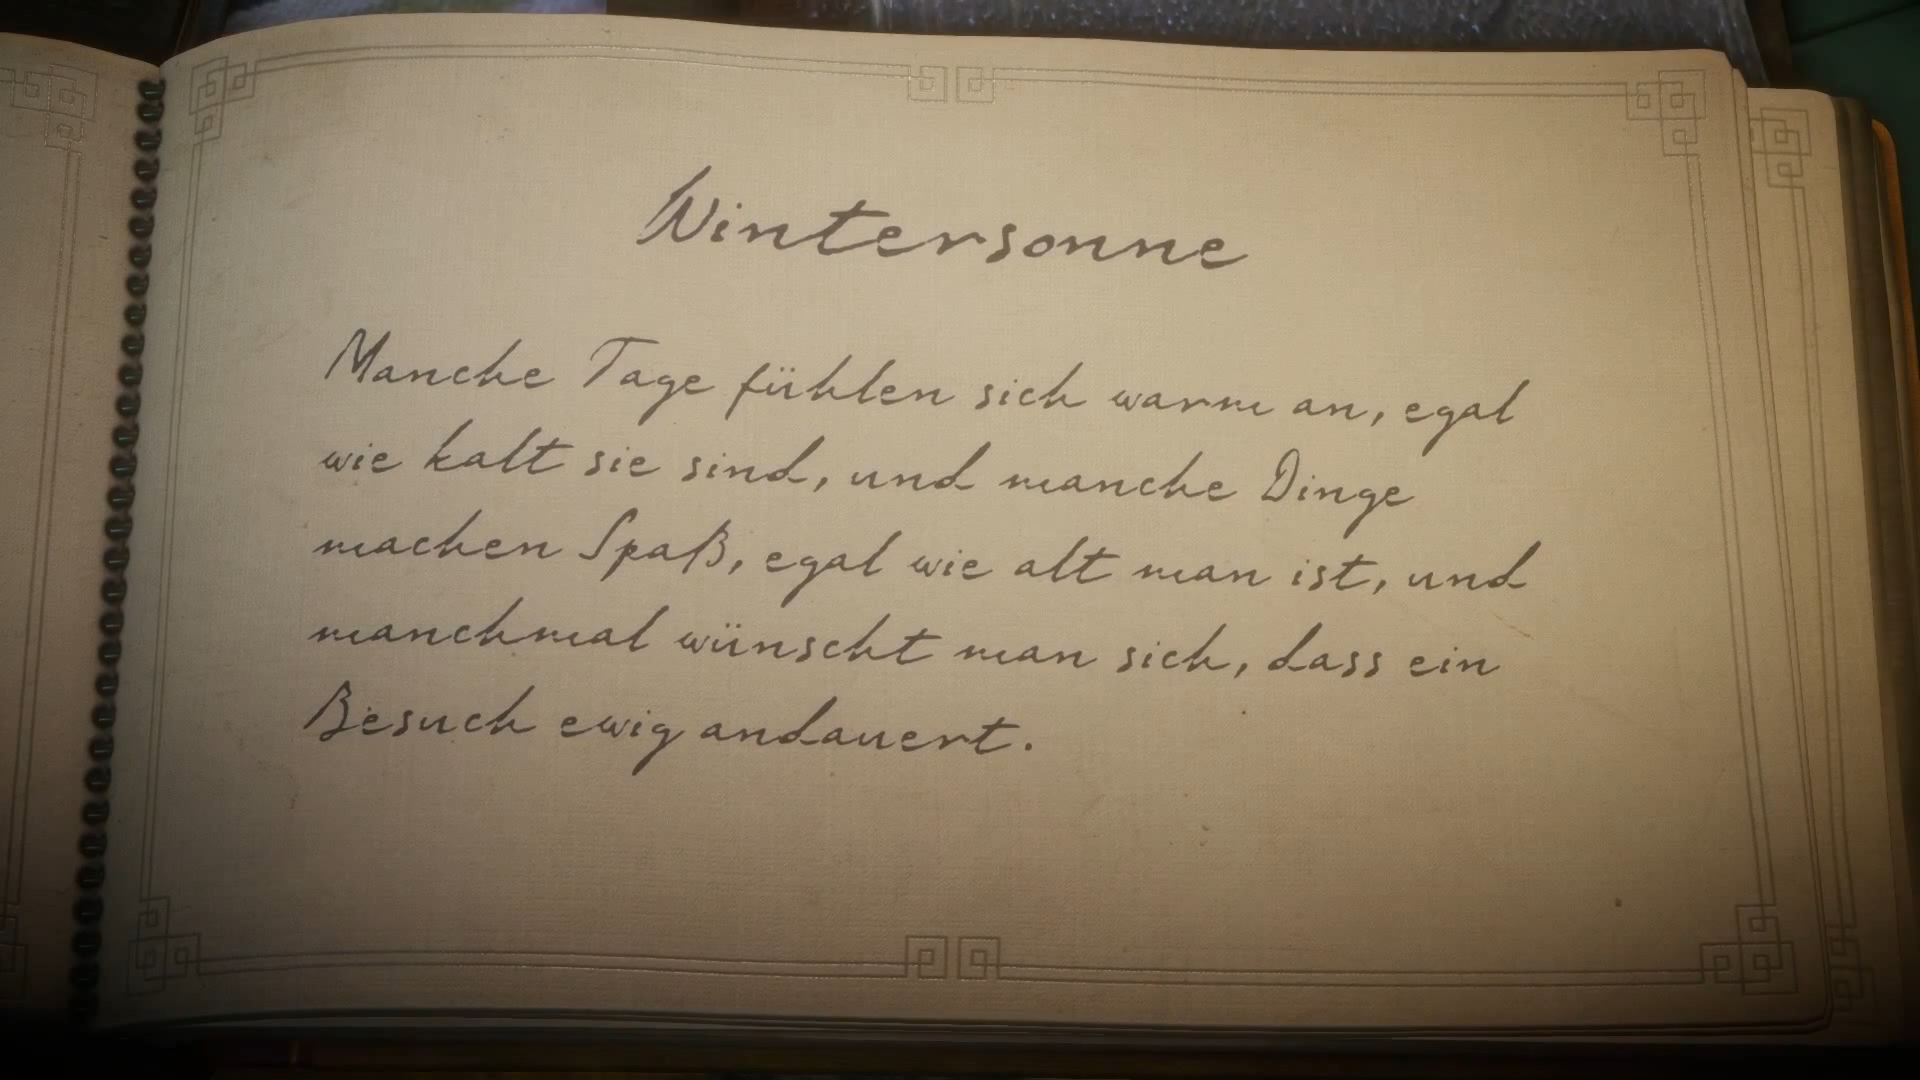 Wintersonne
Manche Tage fühlen sich warm an, egal
wie kalt sie sind, und manche Dinge
machen Spaß, egal wie alt man ist, und
manchmal wünscht man sich, dass ein
Besuch ewig andauert.